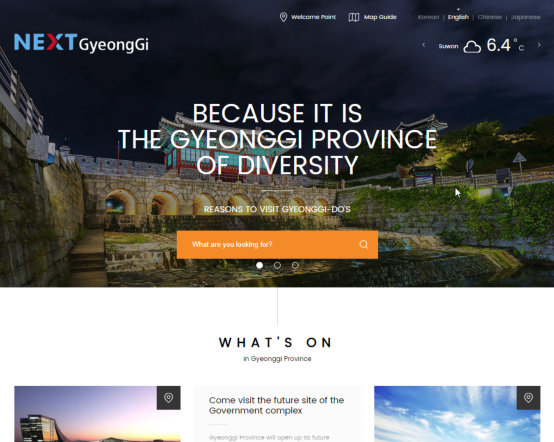 Welcome Point
Map Guide
Korean | English | Chinese | Japanese
NEXT GyeongGi
Suwon 6.4°C
BECAUSE IT IS
THE GYEONGGI PROVINCE
OF DIVERSITY
REASONS TO VISIT GYEONGGI-DO'S
What are you looking for?
WHAT'S ON
in Gyeonggi Province
Come visit the future site of the
Government complex
Gyeonggi Province will open up its future